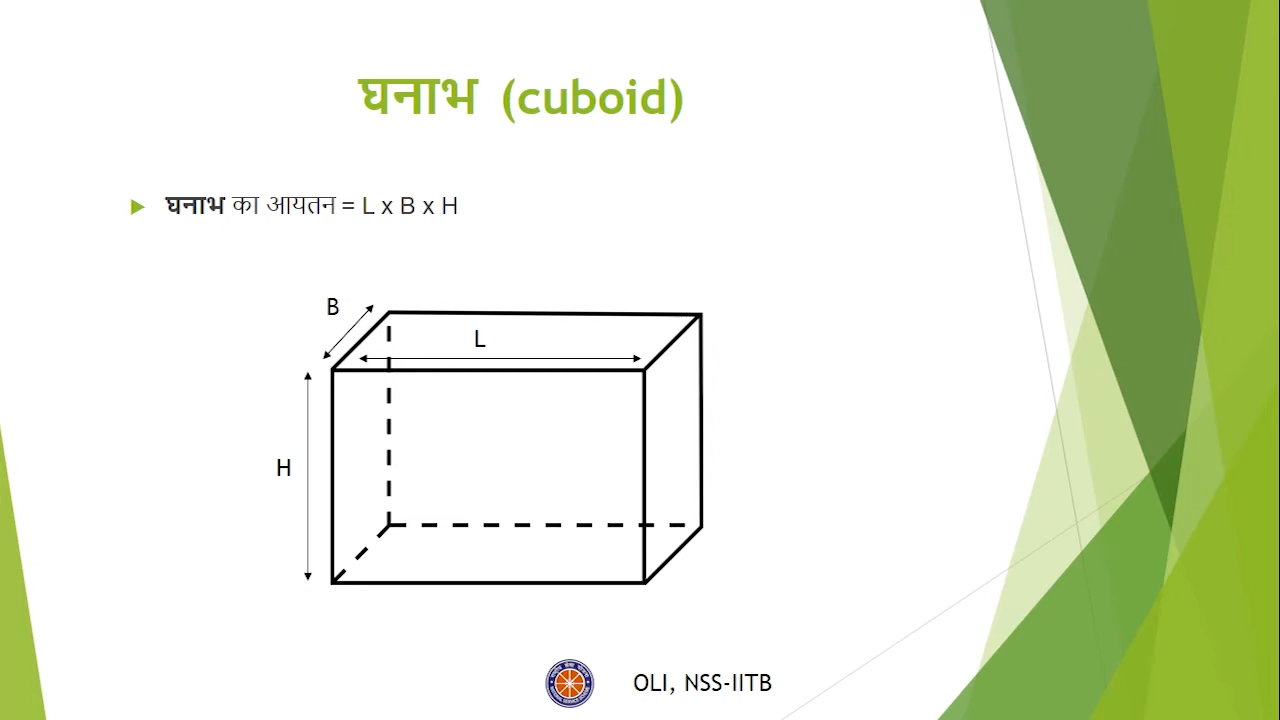 घनाभ (cuboid)
घनाभ का आयतन = L x B x H
B
L
H
OLI, NSS-IITB